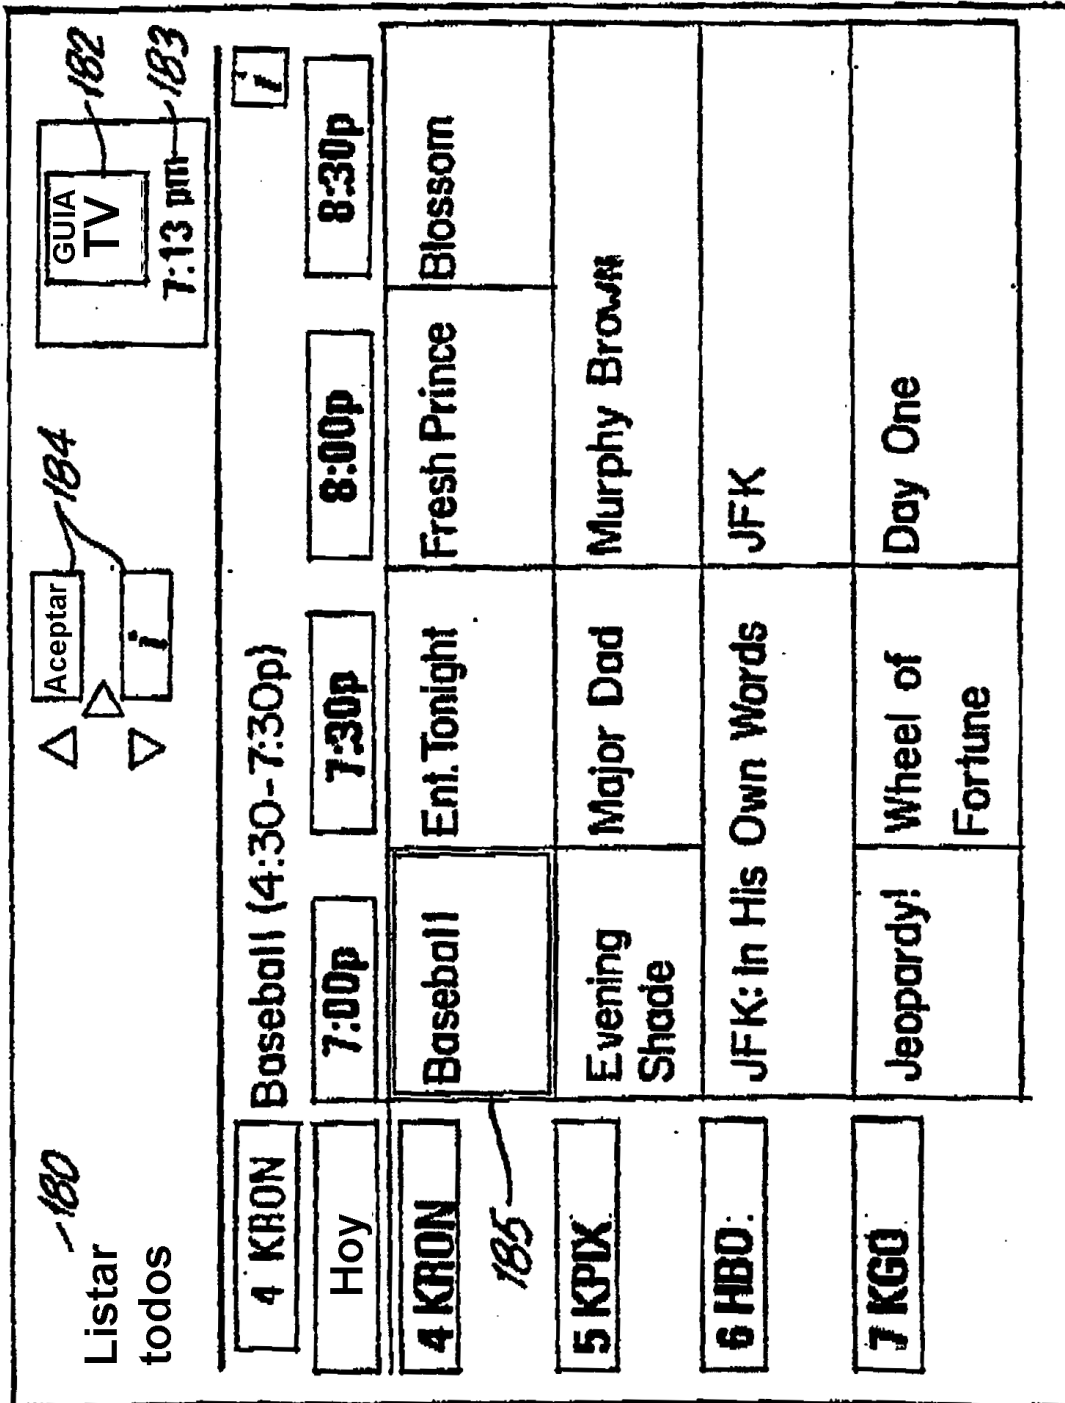 Listar
todos
180
Aceptar
i
184
GUIA
TV
7:13 pm
182
183
4 KRON Baseball (4:30-7:30p) i
Hoy 7:00p 7:30p 8:00p 8:30p
4 KRON Baseball Ent. Tonight Fresh Prince Blossom
185
5 KPIX Evening Shade Major Dad Murphy Brown
6 HBO JFK: In His Own Words JFK
7 KGO Jeopardy! Wheel of Fortune Day One